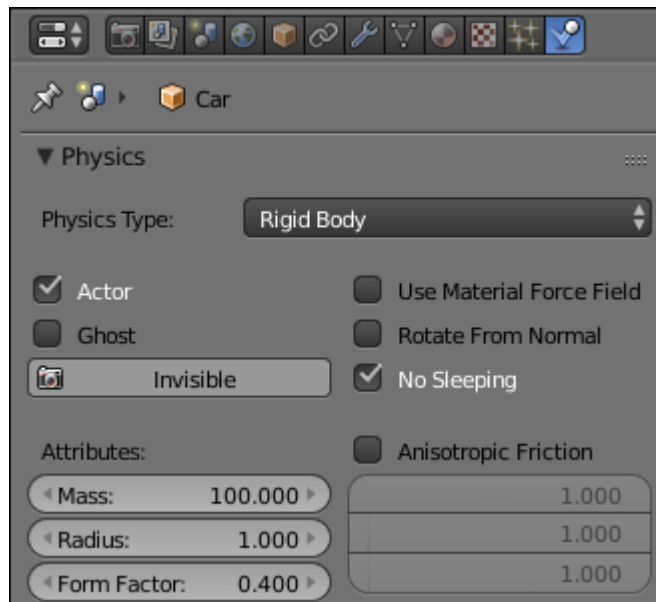 Car
Physics
Physics Type: Rigid Body
Actor
Use Material Force Field
Ghost
Rotate From Normal
Invisible
No Sleeping
Attributes:
Anisotropic Friction
Mass: 100.000
1.000
Radius: 1.000
1.000
Form Factor: 0.400
1.000